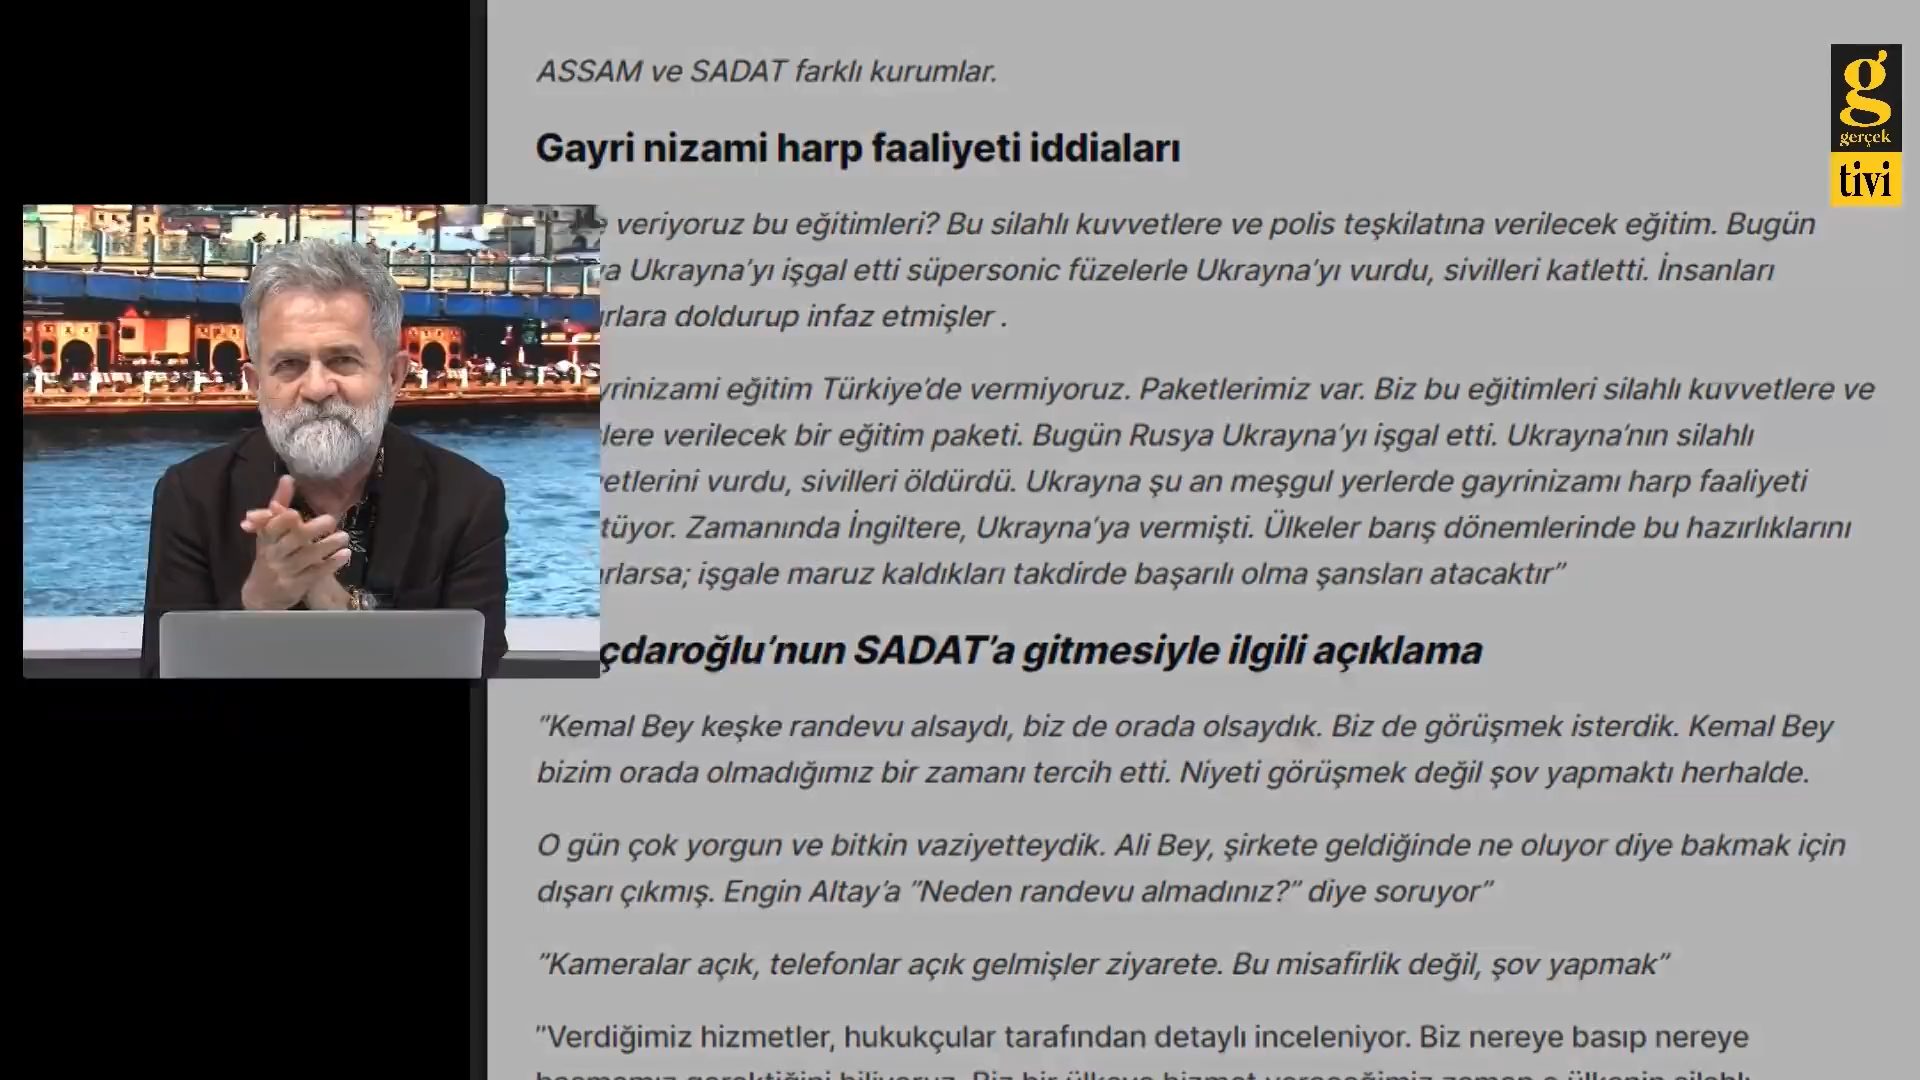 ASSAM ve SADAT farklı kurumlar.
g
gerçek
tivi
Gayri nizami harp faaliyeti iddiaları
veriyoruz bu eğitimleri? Bu silahlı kuvvetlere ve polis teşkilatına verilecek eğitim. Bugün
Ukrayna’yı işgal etti süpersonic füzelerle Ukrayna’yı vurdu, sivilleri katletti. İnsanları
doldurup infaz etmişler .
eğitim Türkiye’de vermiyoruz. Paketlerimiz var. Biz bu eğitimleri silahlı kuvvetlere ve
verilecek bir eğitim paketi. Bugün Rusya Ukrayna’yı işgal etti. Ukrayna’nın silahlı
vurdu, sivilleri öldürdü. Ukrayna şu an meşgul yerlerde gayrinizamı harp faaliyeti
Zamanında İngiltere, Ukrayna’ya vermişti. Ülkeler barış dönemlerinde bu hazırlıklarını
işgale maruz kaldıkları takdirde başarılı olma şansları atacaktır”
SADAT’a gitmesiyle ilgili açıklama
”Kemal Bey keşke randevu alsaydı, biz de orada olsaydık. Biz de görüşmek isterdik. Kemal Bey
bizim orada olmadığımız bir zamanı tercih etti. Niyeti görüşmek değil şov yapmaktı herhalde.
O gün çok yorgun ve bitkin vaziyetteydik. Ali Bey, şirkete geldiğinde ne oluyor diye bakmak için
dışarı çıkmış. Engin Altay’a ”Neden randevu almadınız?” diye soruyor”
”Kameralar açık, telefonlar açık gelmişler ziyarete. Bu misafirlik değil, şov yapmak”
”Verdiğimiz hizmetler, hukukçular tarafından detaylı inceleniyor. Biz nereye basıp nereye